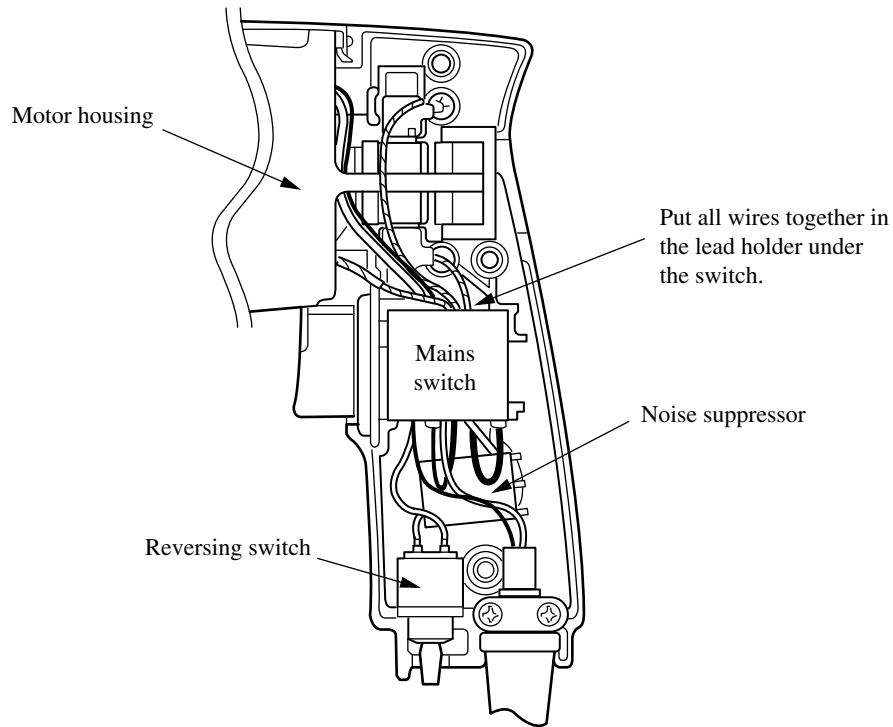 Motor housing
Put all wires together in
the lead holder under
the switch.
Mains
switch
Noise suppressor
Reversing switch